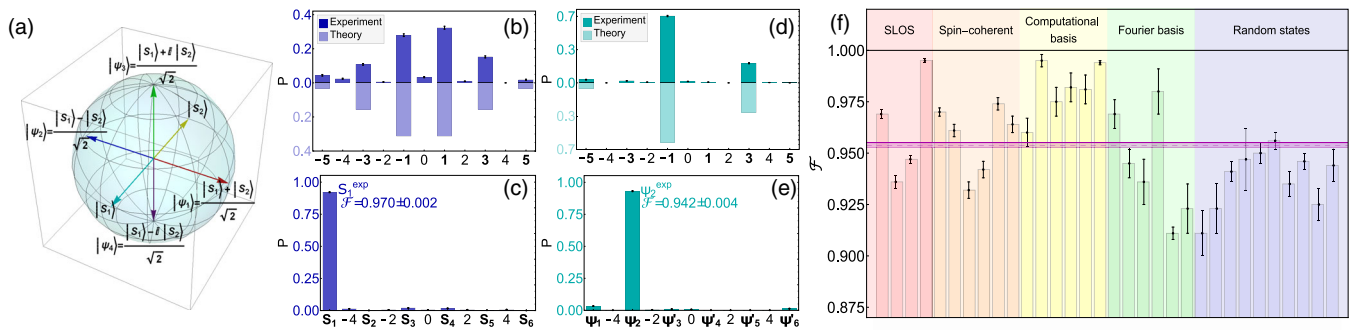 (a)
|ψ₃⟩= |S₁⟩+ℓ|S₂⟩
√2
|S₂⟩
|ψ₂⟩= |S₁⟩-|S₂⟩
√2
|S₁⟩
|ψ₁⟩= |S₁⟩+|S₂⟩
√2
|ψ₄⟩= |S₁⟩-ℓ|S₂⟩
√2
(b)
Experiment
Theory
P
0.4
0.2
0.0
0.2
0.4
-5 -4 -3 -2 -1 0 1 2 3 4 5
(c)
S₁ᵉˣᵖ
ℱ=0.970±0.002
P
1.00
0.75
0.50
0.25
0.00
S₁ -4 S₂ -2 S₃ 0 S₄ 2 S₅ 4 S₆
(d)
Experiment
Theory
P
0.7
0.3
0.0
0.3
0.7
-5 -4 -3 -2 -1 0 1 2 3 4 5
(e)
Ψ₂ᵉˣᵖ
ℱ=0.942±0.004
P
1.00
0.75
0.50
0.25
0.00
Ψ₁ -4 Ψ₂ -2 Ψ'₃ 0 Ψ'₄ 2 Ψ'₅ 4 Ψ'₆
(f)
SLOS Spin-coherent Computational basis Fourier basis Random states
ℱ
1.000
0.975
0.950
0.925
0.900
0.875